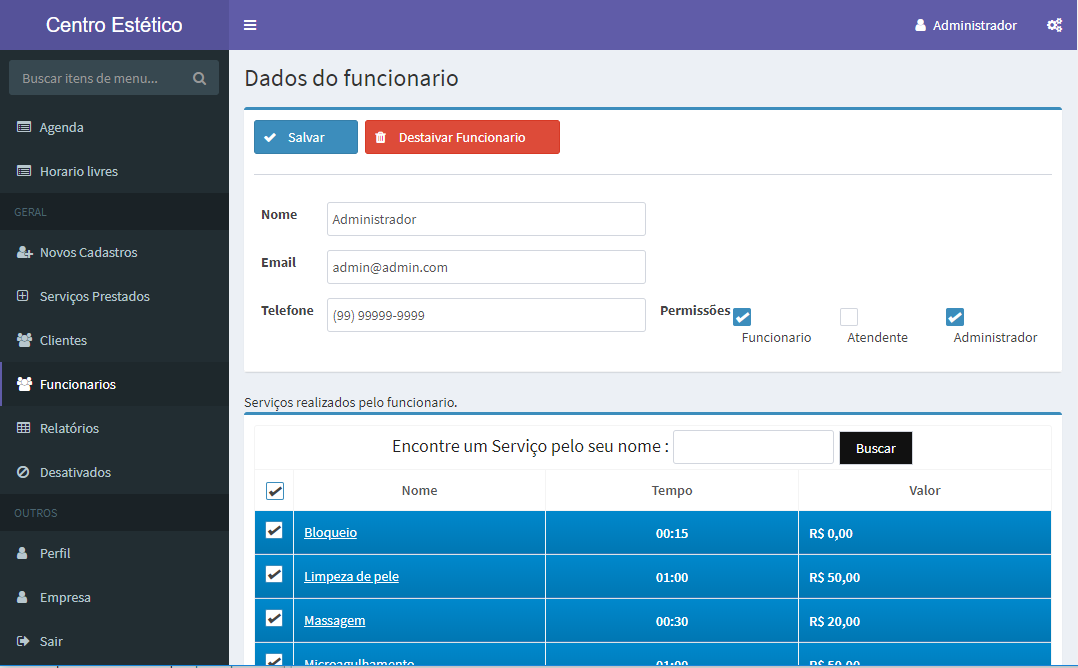 Centro Estético
Administrador
Buscar itens de menu...
Agenda
Horario livres
GERAL
Novos Cadastros
Serviços Prestados
Clientes
Funcionarios
Relatórios
Desativados
OUTROS
Perfil
Empresa
Sair
Dados do funcionario
Salvar
Destaivar Funcionario
Nome
Administrador
Email
admin@admin.com
Telefone
(99) 99999-9999
Permissões
Funcionario
Atendente
Administrador
Serviços realizados pelo funcionario.
Encontre um Serviço pelo seu nome :
Buscar
Nome Tempo Valor
Bloqueio 00:15 R$ 0,00
Limpeza de pele 01:00 R$ 50,00
Massagem 00:30 R$ 20,00
Microagulhamento 01:00 R$ 50,00